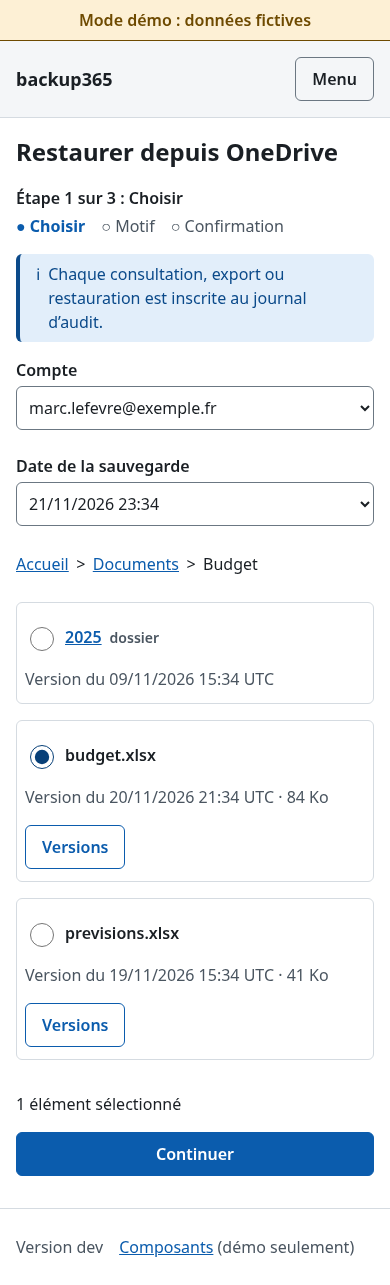 Mode démo : données fictives
backup365
Menu
Restaurer depuis OneDrive
Étape 1 sur 3 : Choisir
● Choisir ○ Motif ○ Confirmation
i Chaque consultation, export ou
restauration est inscrite au journal
d’audit.
Compte
marc.lefevre@exemple.fr
Date de la sauvegarde
21/11/2026 23:34
Accueil > Documents > Budget
2025 dossier
Version du 09/11/2026 15:34 UTC
budget.xlsx
Version du 20/11/2026 21:34 UTC · 84 Ko
Versions
previsions.xlsx
Version du 19/11/2026 15:34 UTC · 41 Ko
Versions
1 élément sélectionné
Continuer
Version dev Composants (démo seulement)